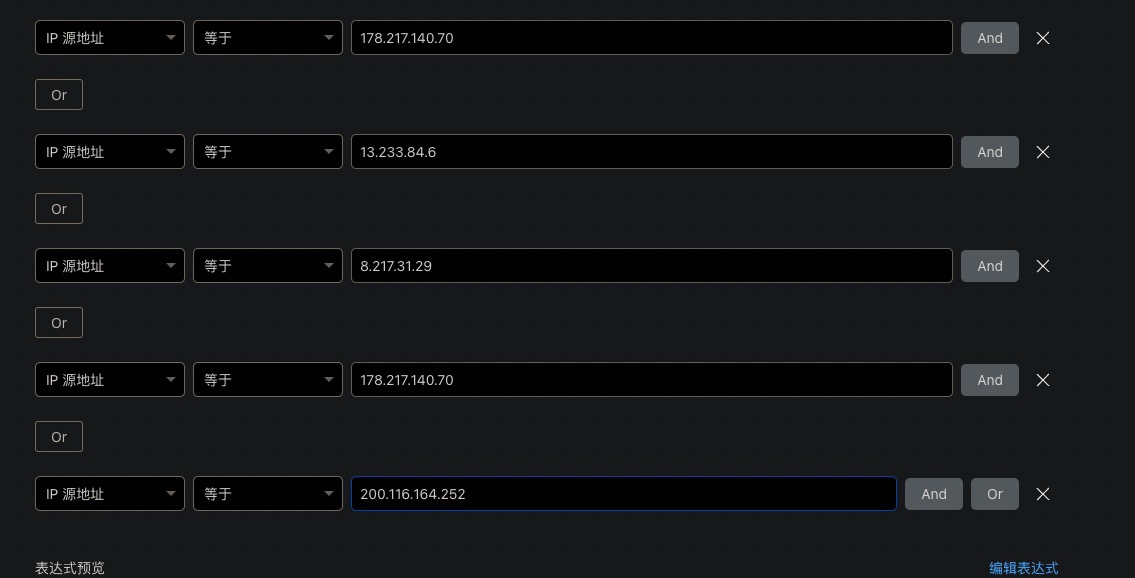 IP 源地址 等于 178.217.140.70 And
Or
IP 源地址 等于 13.233.84.6 And
Or
IP 源地址 等于 8.217.31.29 And
Or
IP 源地址 等于 178.217.140.70 And
Or
IP 源地址 等于 200.116.164.252 And Or
表达式预览 编辑表达式